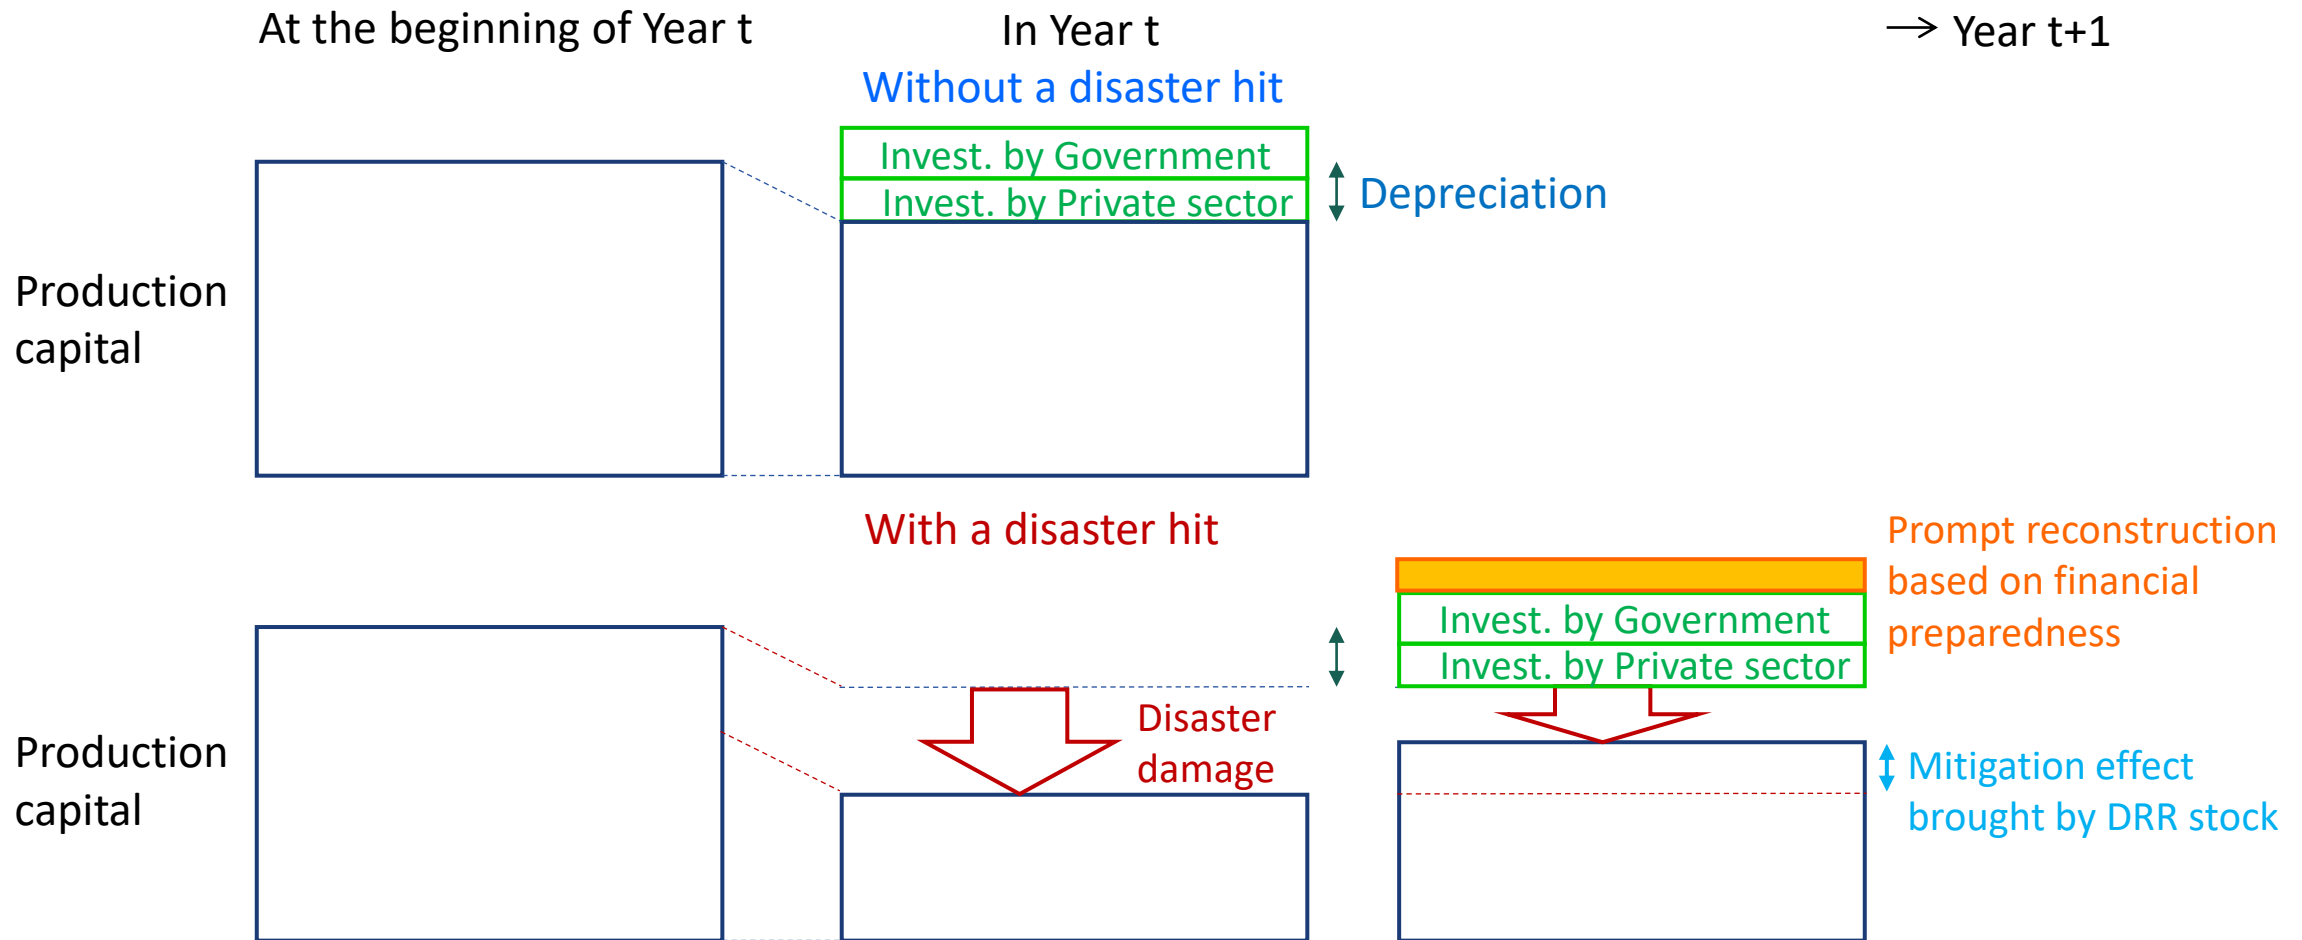 At the beginning of Year t
In Year t
→ Year t+1
Without a disaster hit
Invest. by Government
Invest. by Private sector
Depreciation
Production
capital
With a disaster hit
Prompt reconstruction
based on financial
preparedness
Invest. by Government
Invest. by Private sector
Disaster
damage
Production
capital
Mitigation effect
brought by DRR stock